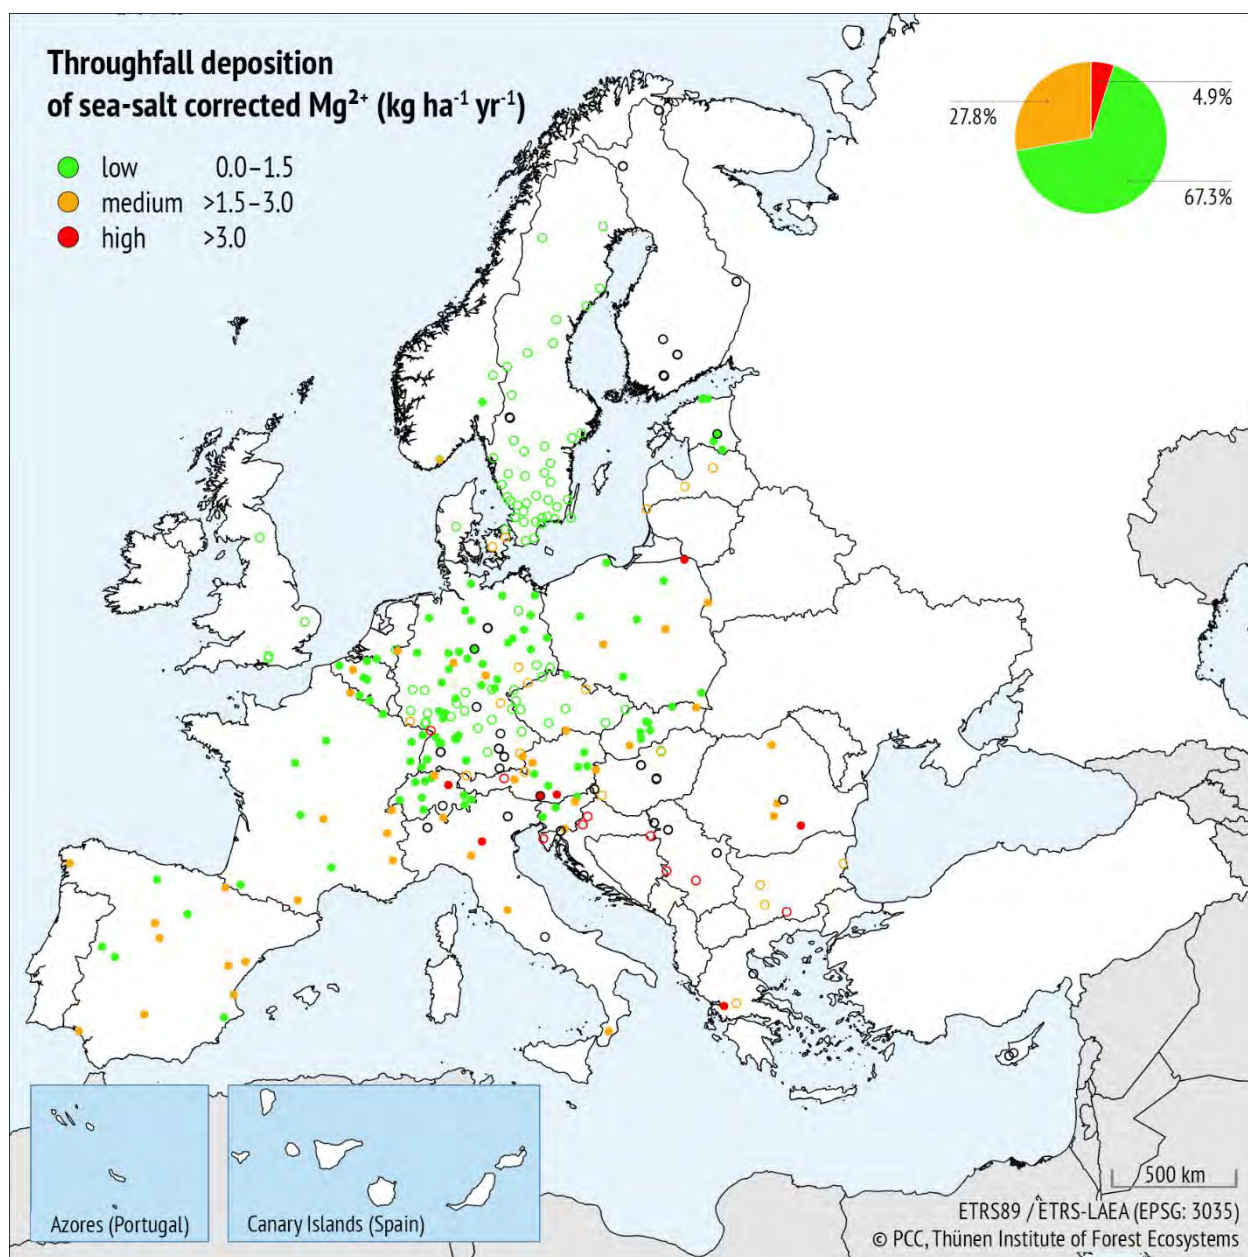 Throughfall deposition
of sea-salt corrected Mg²⁺ (kg ha⁻¹ yr⁻¹)
low 0.0–1.5
medium >1.5–3.0
high >3.0
4.9%
27.8%
67.3%
500 km
Azores (Portugal)
Canary Islands (Spain)
ETRS89 / ETRS-LAEA (EPSG: 3035)
© PCC, Thünen Institute of Forest Ecosystems